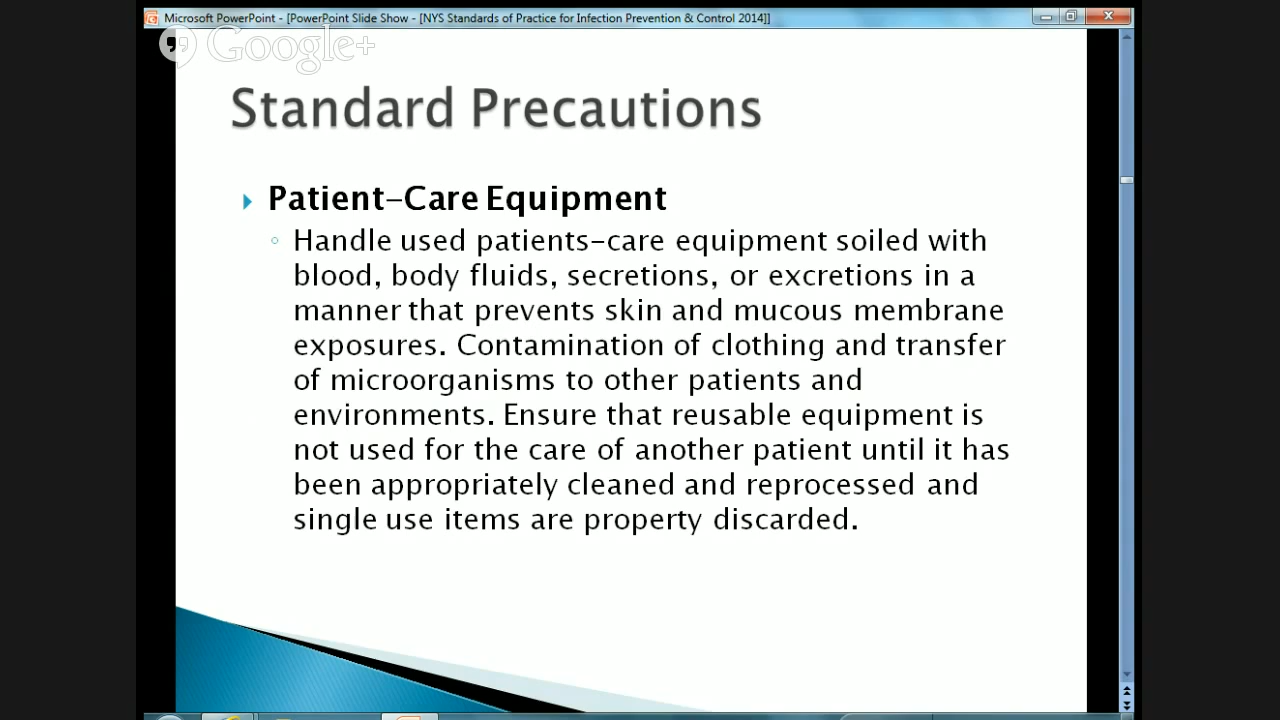 Microsoft PowerPoint - [PowerPoint Slide Show - [NYS Standards of Practice for Infection Prevention & Control 2014]]
Google+
Standard Precautions
Patient-Care Equipment
Handle used patients-care equipment soiled with
blood, body fluids, secretions, or excretions in a
manner that prevents skin and mucous membrane
exposures. Contamination of clothing and transfer
of microorganisms to other patients and
environments. Ensure that reusable equipment is
not used for the care of another patient until it has
been appropriately cleaned and reprocessed and
single use items are property discarded.